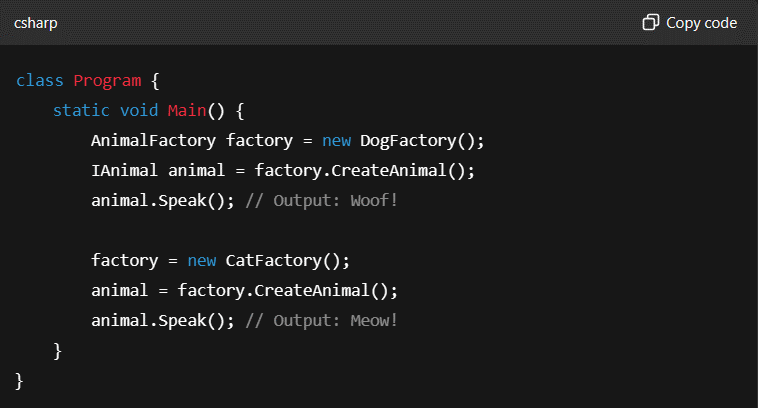 csharp
Copy code
class Program {
    static void Main() {
        AnimalFactory factory = new DogFactory();
        IAnimal animal = factory.CreateAnimal();
        animal.Speak(); // Output: Woof!

        factory = new CatFactory();
        animal = factory.CreateAnimal();
        animal.Speak(); // Output: Meow!
    }
}